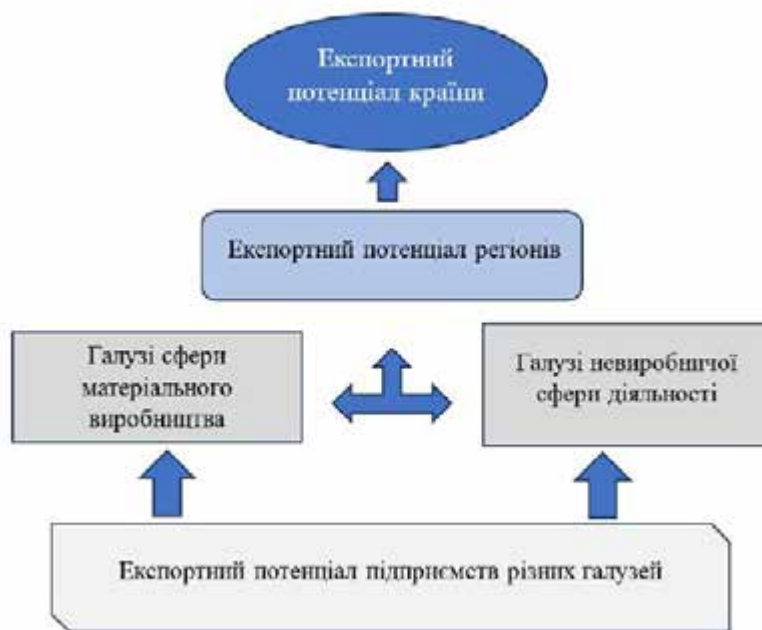 Експортний
потенціал країни
Експортний потенціал регіонів
Галузі сфери
матеріального
виробництва
Галузі невиробничої
сфери діяльності
Експортний потенціал підприємств різних галузей